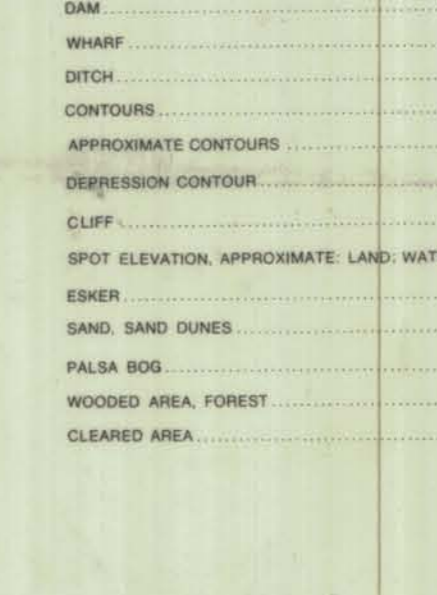 DAM
WHARF
DITCH
CONTOURS
APPROXIMATE CONTOURS
DEPRESSION CONTOUR
CLIFF
SPOT ELEVATION, APPROXIMATE: LAND; WAT
ESKER
SAND, SAND DUNES
PALSA BOG
WOODED AREA, FOREST
CLEARED AREA